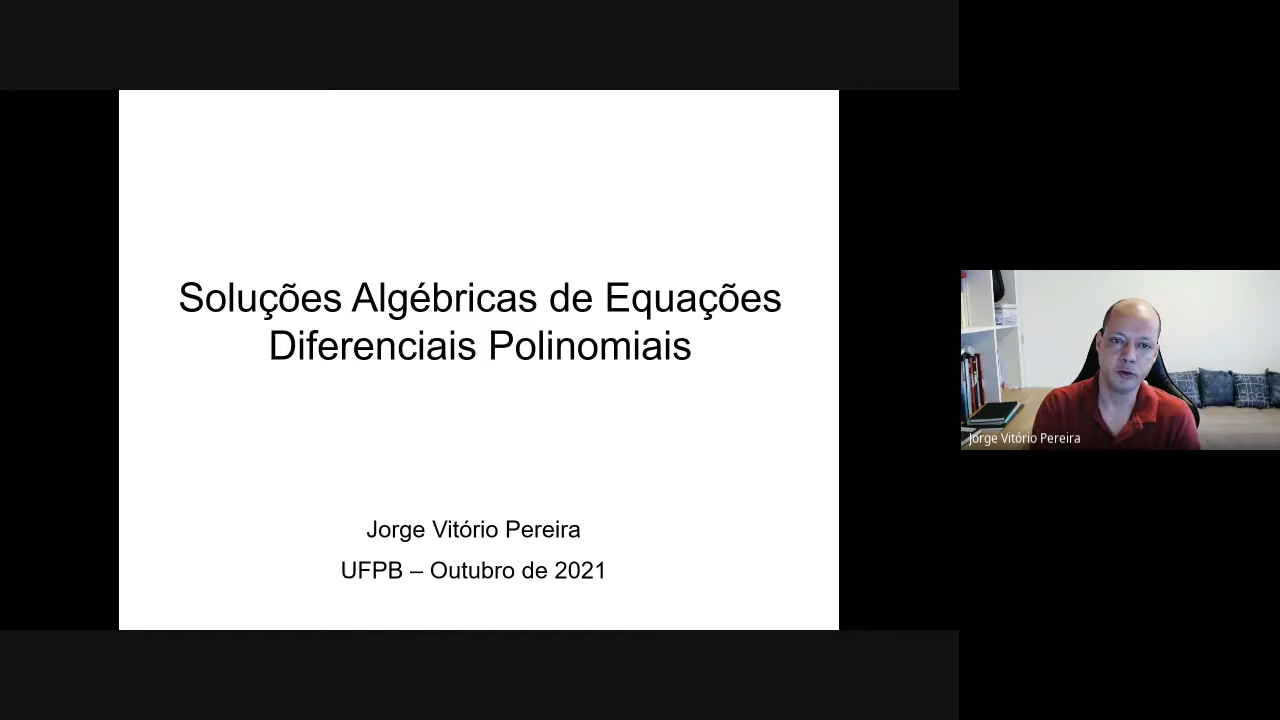 Soluções Algébricas de Equações
Diferenciais Polinomiais
Jorge Vitório Pereira
UFPB – Outubro de 2021
Jorge Vitório Pereira